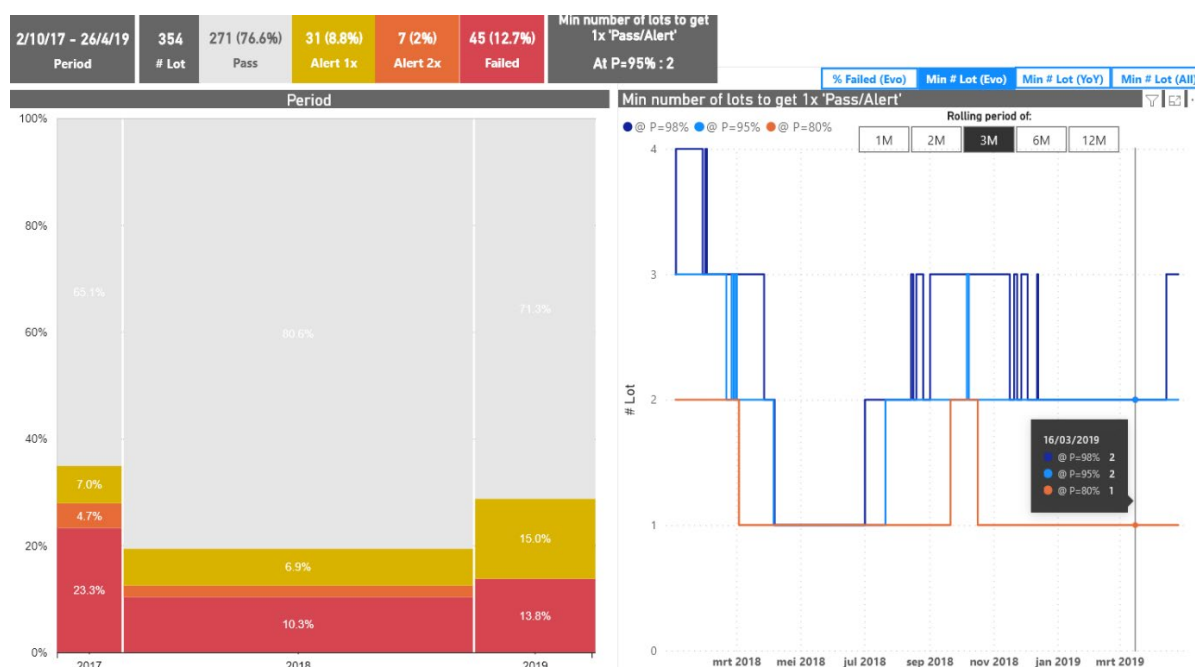 2/10/17 - 26/4/19
Period
354
# Lot
271 (76.6%)
Pass
31 (8.8%)
Alert 1x
7 (2%)
Alert 2x
45 (12.7%)
Failed
Min number of lots to get
1x 'Pass/Alert'
At P=95% : 2
% Failed (Evo)
Min # Lot (Evo)
Min # Lot (YoY)
Min # Lot (All)
Period
100%
80%
60%
40%
20%
0%
65.1%
7.0%
4.7%
23.3%
80.6%
6.9%
10.3%
71.3%
15.0%
13.8%
2017
2018
2019
Min number of lots to get 1x 'Pass/Alert'
@ P=98%
@ P=95%
@ P=80%
Rolling period of:
1M
2M
3M
6M
12M
# Lot
4
3
2
1
0
16/03/2019
@ P=98% 2
@ P=95% 2
@ P=80% 1
mrt 2018
mei 2018
jul 2018
sep 2018
nov 2018
jan 2019
mrt 2019